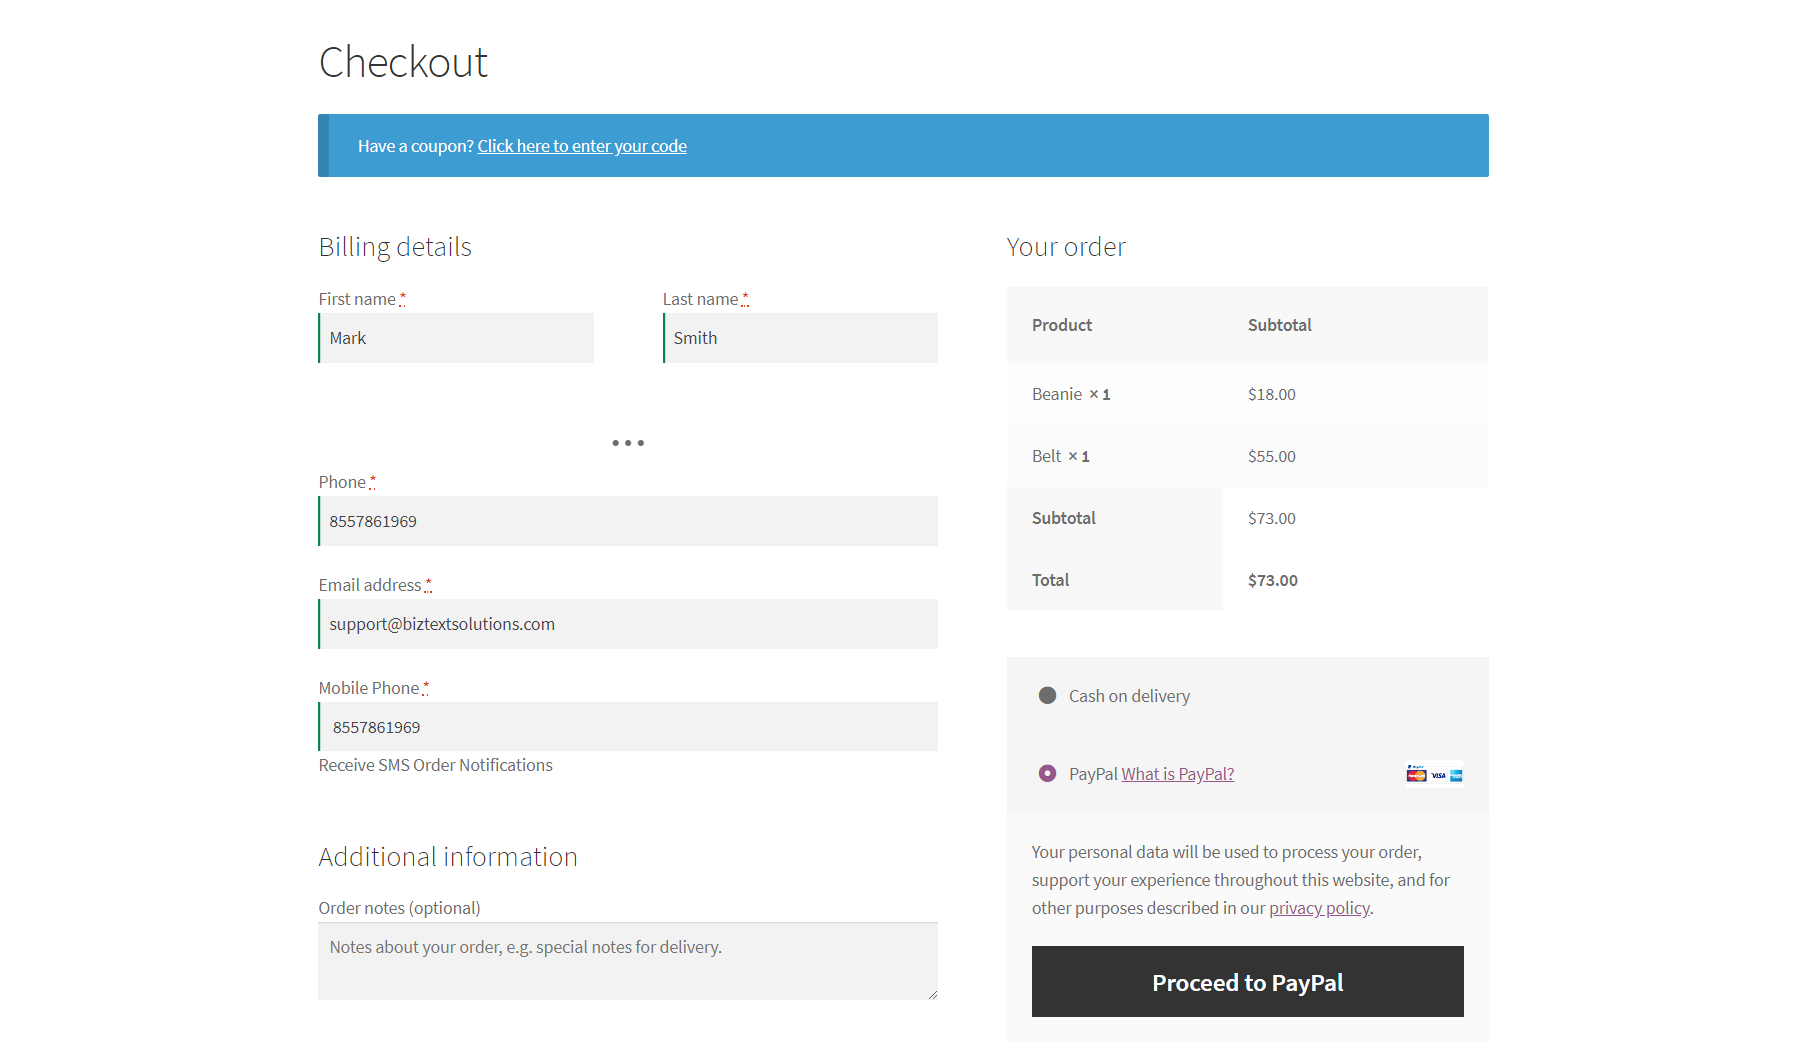 Checkout
Have a coupon? Click here to enter your code
Billing details
First name *
Last name *
Mark
Smith
•••
Phone *
8557861969
Email address *
support@biztextsolutions.com
Mobile Phone *
8557861969
Receive SMS Order Notifications
Additional information
Order notes (optional)
Notes about your order, e.g. special notes for delivery.
Your order
Product Subtotal
Beanie × 1 $18.00
Belt × 1 $55.00
Subtotal $73.00
Total $73.00
Cash on delivery
PayPal What is PayPal?
VISA
Your personal data will be used to process your order,
support your experience throughout this website, and for
other purposes described in our privacy policy.
Proceed to PayPal